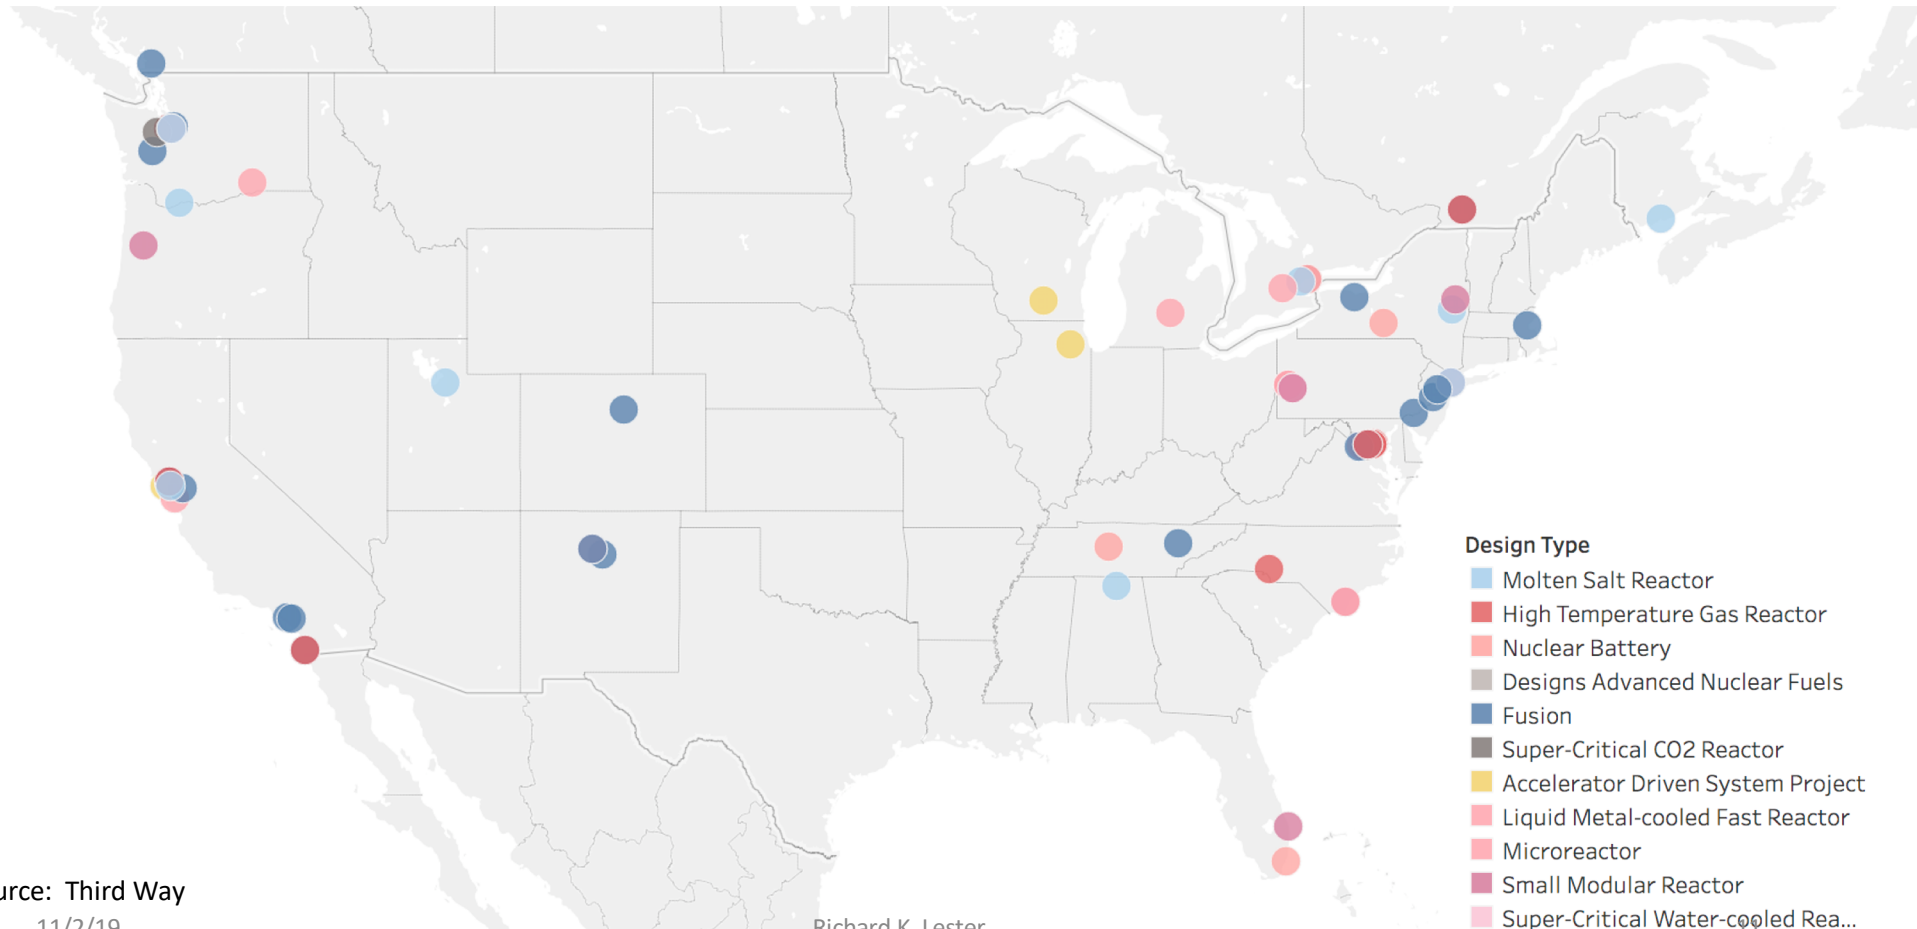 Design Type
Molten Salt Reactor
High Temperature Gas Reactor
Nuclear Battery
Designs Advanced Nuclear Fuels
Fusion
Super-Critical CO2 Reactor
Accelerator Driven System Project
Liquid Metal-cooled Fast Reactor
Microreactor
Small Modular Reactor
Super-Critical Water-cooled Rea...
urce: Third Way
11/2/19
Richard K. Lester